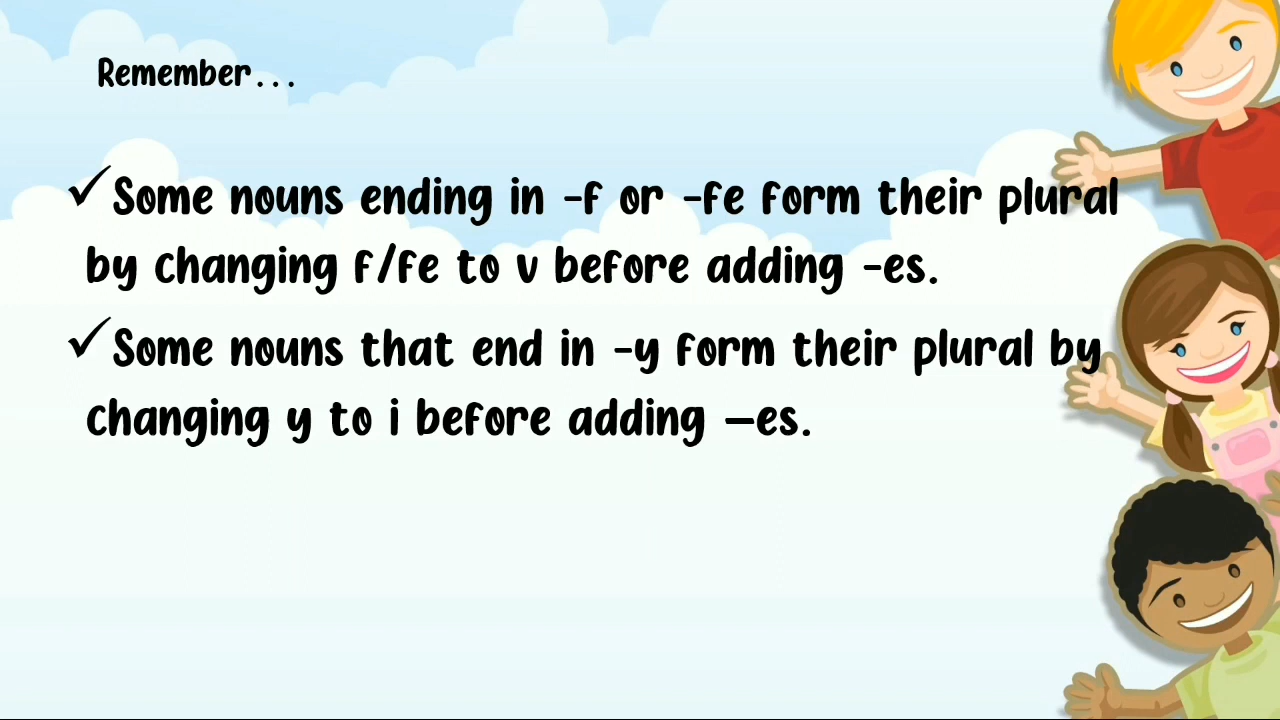 Remember...
✓Some nouns ending in -f or -fe form their plural
by changing f/fe to v before adding -es.
✓Some nouns that end in -y form their plural by
changing y to i before adding –es.